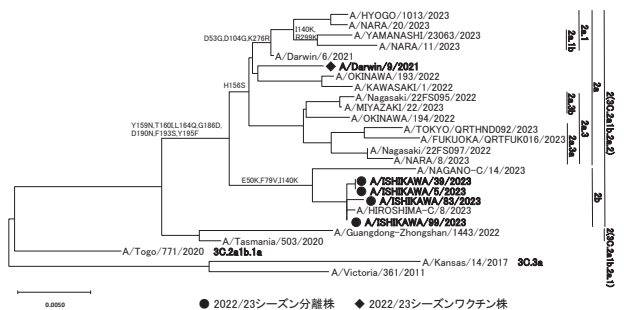 A/HYOGO/1013/2023
A/NARA/20/2023
I140K,
R299K
A/YAMANASHI/23063/2023
A/NARA/11/2023
D53G,D104G,K276R
A/Darwin/6/2021
A/Darwin/9/2021
A/OKINAWA/193/2022
A/KAWASAKI/1/2022
H156S
A/Nagasaki/22FS095/2022
A/MIYAZAKI/22/2023
A/OKINAWA/194/2022
A/TOKYO/QRTHND092/2023
A/FUKUOKA/QRTFUK016/2023
A/Nagasaki/22FS097/2022
A/NARA/8/2023
Y159N,T160I,L164Q,G186D,
D190N,F193S,Y195F
A/NAGANO-C/14/2023
E50K,F79V,I140K
A/ISHIKAWA/39/2023
A/ISHIKAWA/5/2023
A/ISHIKAWA/83/2023
A/HIROSHIMA-C/8/2023
A/ISHIKAWA/99/2023
A/Guangdong-Zhongshan/1443/2022
A/Tasmania/503/2020
A/Togo/771/2020 3C.2a1b.1a
A/Kansas/14/2017 3C.3a
A/Victoria/361/2011
2a.1
2a.1b
2a.3b
2a.3
2a.3a
2a
2b
2(3C.2a1b.2a.2)
2(3C.2a1b.2a.1)
0.0050
2022/23シーズン分離株
2022/23シーズンワクチン株